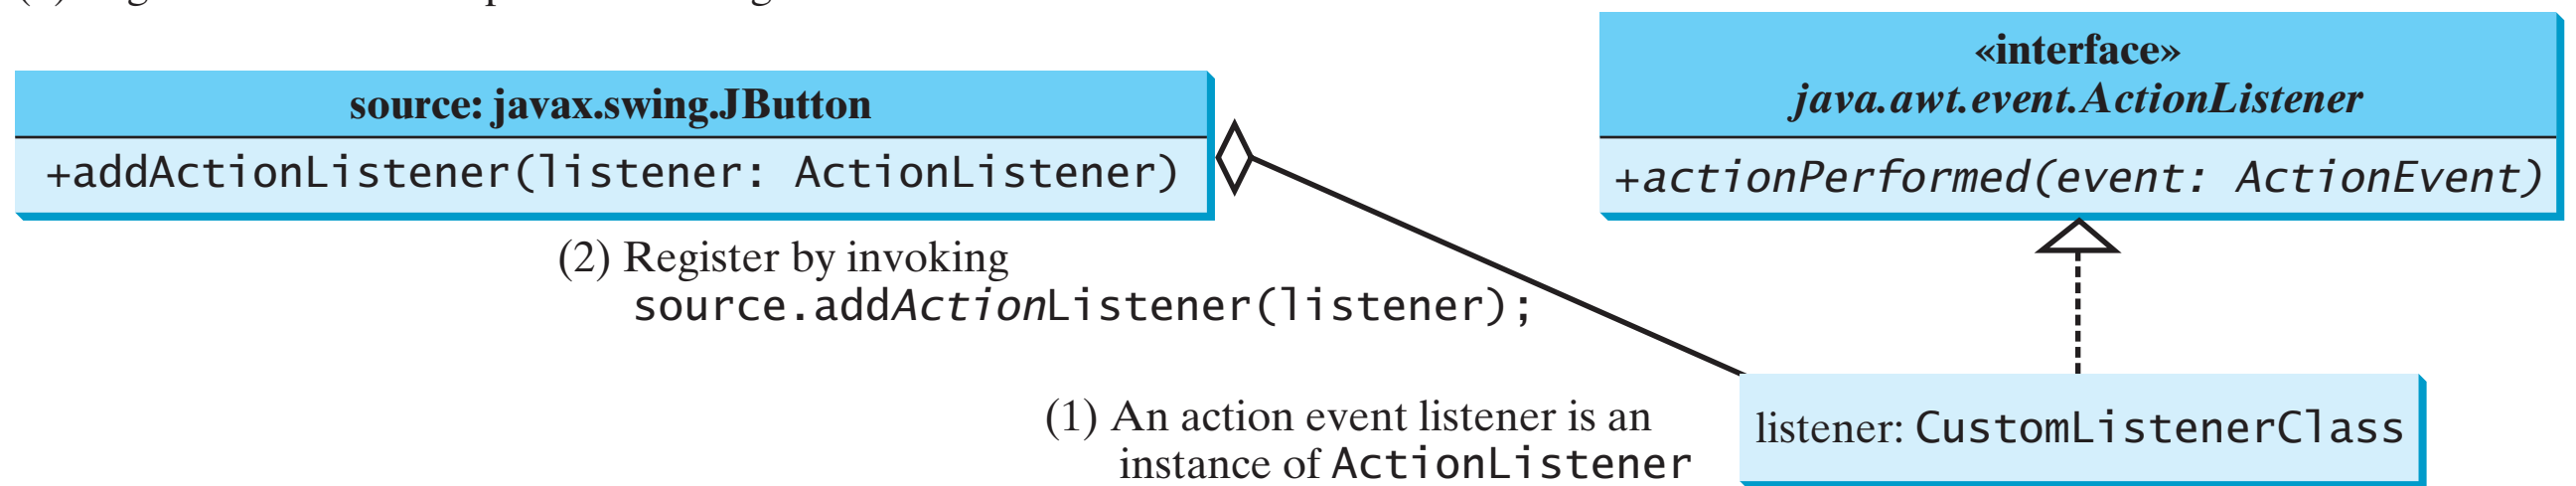 source: javax.swing.JButton
+addActionListener(listener: ActionListener)
«interface»
java.awt.event.ActionListener
+actionPerformed(event: ActionEvent)
(2) Register by invoking
source.addActionListener(listener);
(1) An action event listener is an
instance of ActionListener
listener: CustomListenerClass